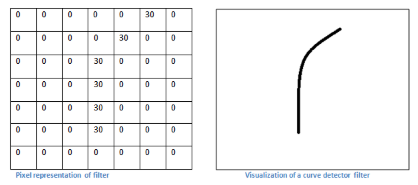 0 0 0 0 0 30 0
0 0 0 0 30 0 0
0 0 0 30 0 0 0
0 0 0 30 0 0 0
0 0 0 30 0 0 0
0 0 0 30 0 0 0
0 0 0 0 0 0 0
Pixel representation of filter
Visualization of a curve detector filter